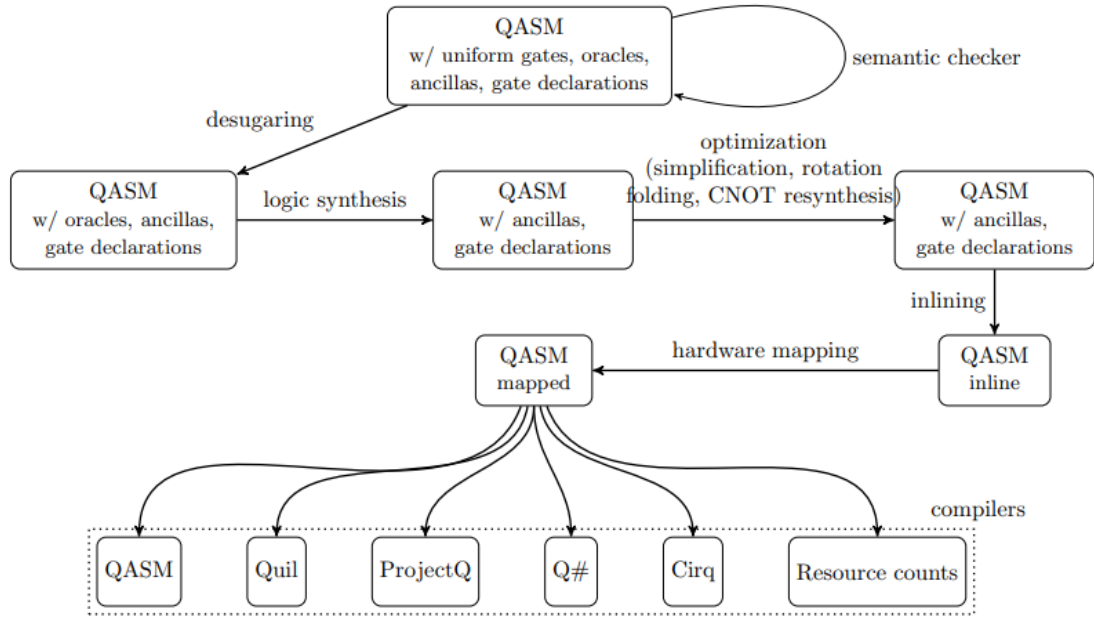 QASM
w/ uniform gates, oracles,
ancillas, gate declarations
semantic checker
desugaring
QASM
w/ oracles, ancillas,
gate declarations
logic synthesis
QASM
w/ ancillas,
gate declarations
optimization
(simplification, rotation
folding, CNOT resynthesis)
QASM
w/ ancillas,
gate declarations
inlining
QASM
inline
hardware mapping
QASM
mapped
compilers
QASM
Quil
ProjectQ
Q#
Cirq
Resource counts